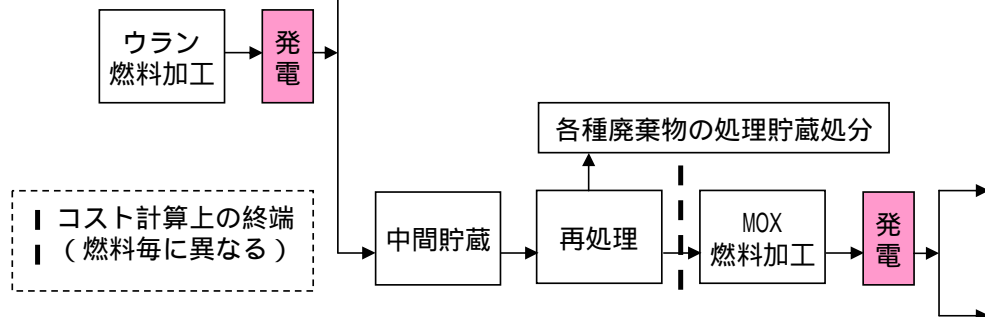 ウラン
燃料加工
発
電
各種廃棄物の処理貯蔵処分
コスト計算上の終端
(燃料毎に異なる)
中間貯蔵
再処理
MOX
燃料加工
発
電